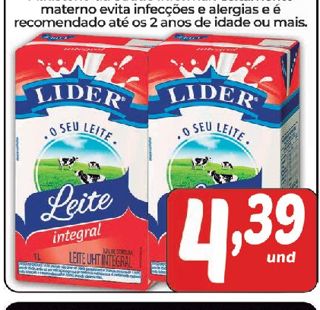 materno evita infecções e alergias e é
recomendado até os 2 anos de idade ou mais.
LIDER
O SEU LEITE
Leite
integral
1L
LEITE UHT INTEGRAL
LIDER
O SEU LEITE
4,39
und